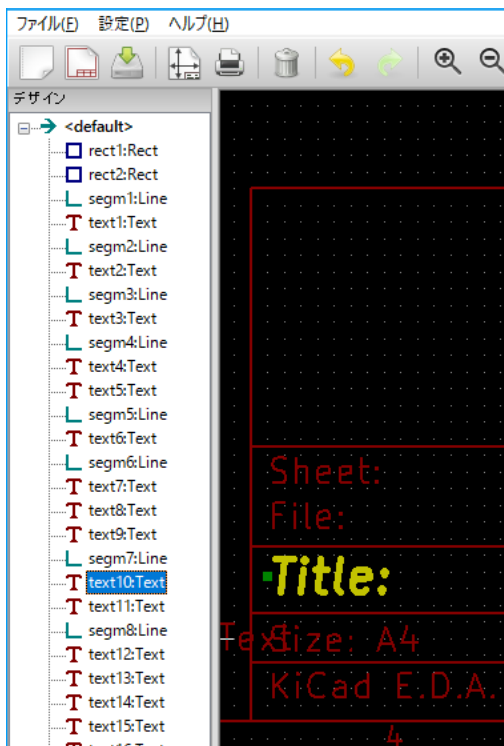 ファイル(F) 設定(P) ヘルプ(H)
デザイン
<default>
rect1:Rect
rect2:Rect
segm1:Line
text1:Text
segm2:Line
text2:Text
segm3:Line
text3:Text
segm4:Line
text4:Text
text5:Text
segm5:Line
text6:Text
segm6:Line
text7:Text
text8:Text
text9:Text
segm7:Line
text10:Text
text11:Text
segm8:Line
text12:Text
text13:Text
text14:Text
text15:Text
Sheet:
File:
Title:
Text
Size: A4
KiCad E.D.A.
4